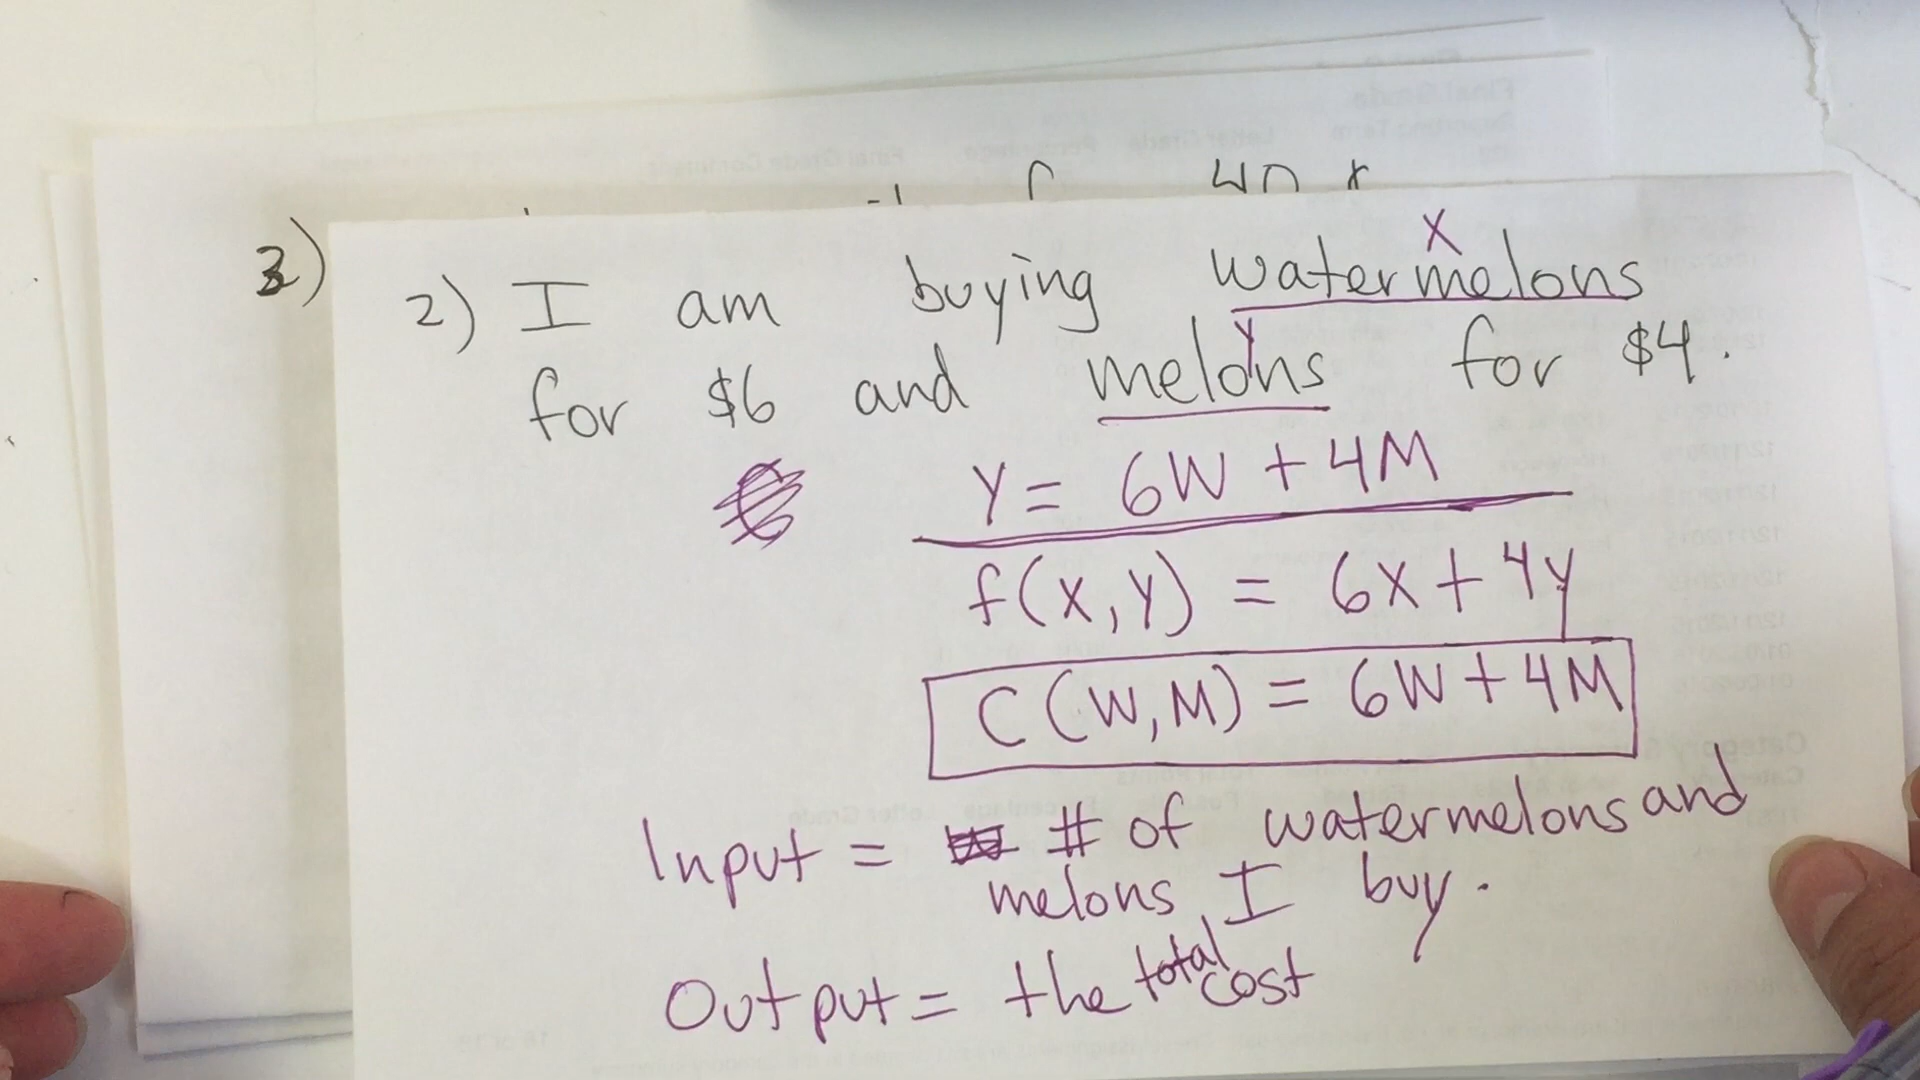 3)
2) I am buying watermelons
X
for $6 and melons for $4.
y
Y = 6W + 4M
f(x,y) = 6x + 4y
C(W,M) = 6W + 4M
Input = # of watermelons and
melons I buy.
Output = the total cost